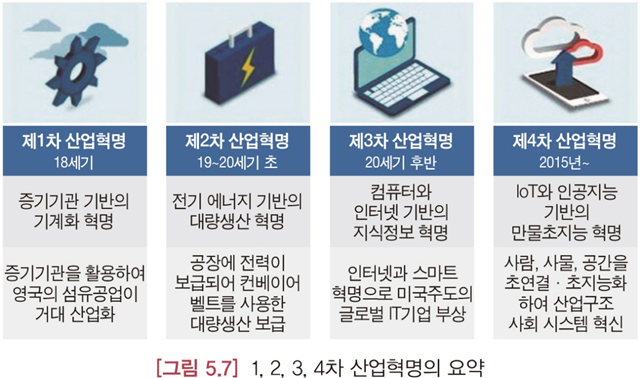 제1차 산업혁명
18세기
제2차 산업혁명
19~20세기 초
제3차 산업혁명
20세기 후반
제4차 산업혁명
2015년~
증기기관 기반의
기계화 혁명
전기 에너지 기반의
대량생산 혁명
컴퓨터와
인터넷 기반의
지식정보 혁명
IoT와 인공지능
기반의
만물초지능 혁명
증기기관을 활용하여
영국의 섬유공업이
거대 산업화
공장에 전력이
보급되어 컨베이어
벨트를 사용한
대량생산 보급
인터넷과 스마트
혁명으로 미국주도의
글로벌 IT기업 부상
사람, 사물, 공간을
초연결·초지능화
하여 산업구조
사회 시스템 혁신
[그림 5.7] 1, 2, 3, 4차 산업혁명의 요약